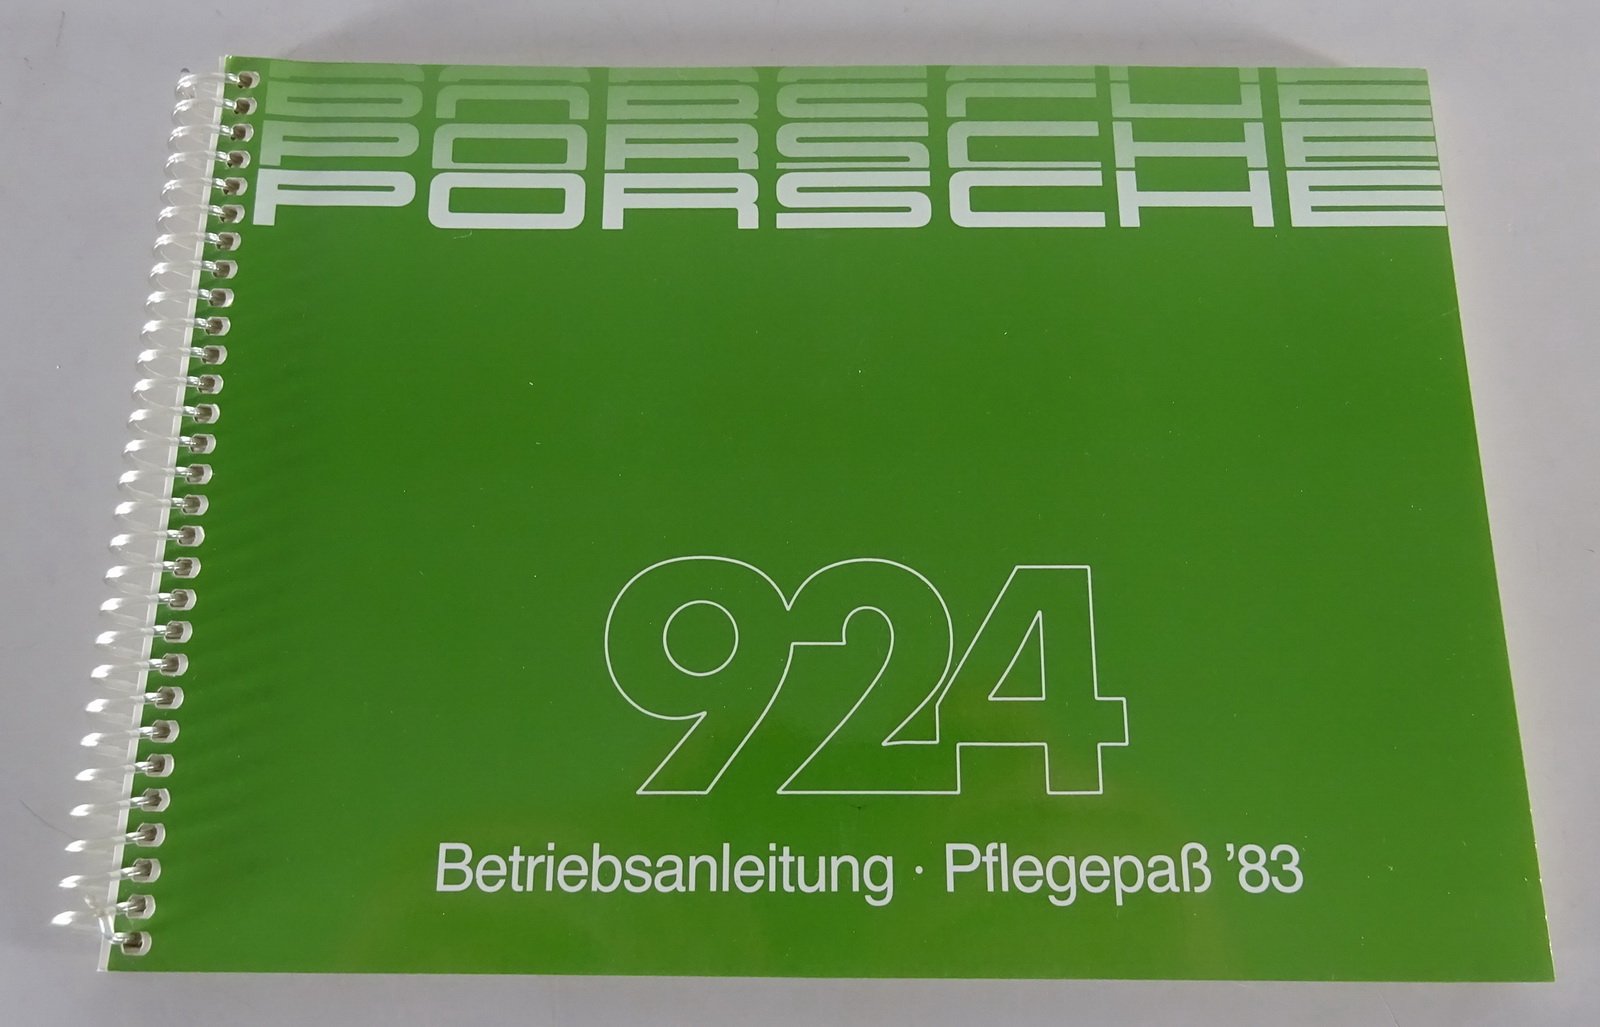 PORSCHE
PORSCHE
PORSCHE
924
Betriebsanleitung · Pflegepaß '83